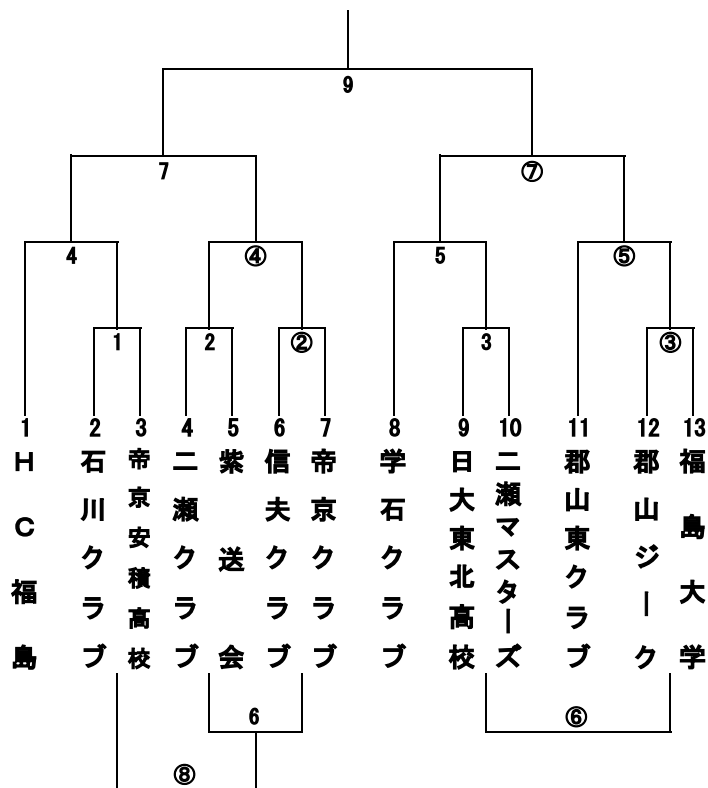 9
7 ⑦
4 ④ 5 ⑤
1 2 ② 3 ③
1 2 3 4 5 6 7 8 9 10 11 12 13
HC福島
石川クラブ
帝京安積高校
二瀬クラブ
紫送会
信夫クラブ
帝京クラブ
学石クラブ
日大東北高校
二瀬マスターズ
郡山東クラブ
郡山ジーク
福島大学
6 ⑥
⑧